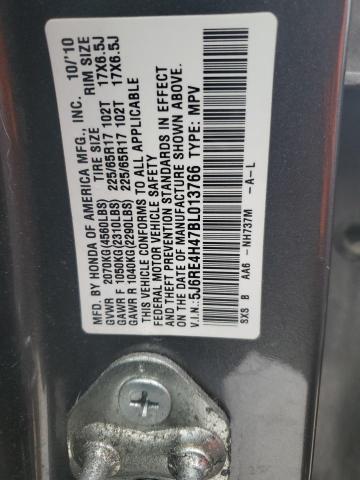 MFD. BY HONDA OF AMERICA MFG., INC. 10/'10
TIRE SIZE RIM SIZE
GVWR 2070KG(4560LBS) 225/65R17 102T 17X6.5J
GAWR F 1050KG(2310LBS) 225/65R17 102T 17X6.5J
GAWR R 1040KG(2290LBS)
THIS VEHICLE CONFORMS TO ALL APPLICABLE
FEDERAL MOTOR VEHICLE SAFETY
AND THEFT PREVENTION STANDARDS IN EFFECT
ON THE DATE OF MANUFACTURE SHOWN ABOVE.
V.I.N.: 5J6RE4H47BL013766 TYPE: MPV
SXS B AA6 -NH737M -A-L